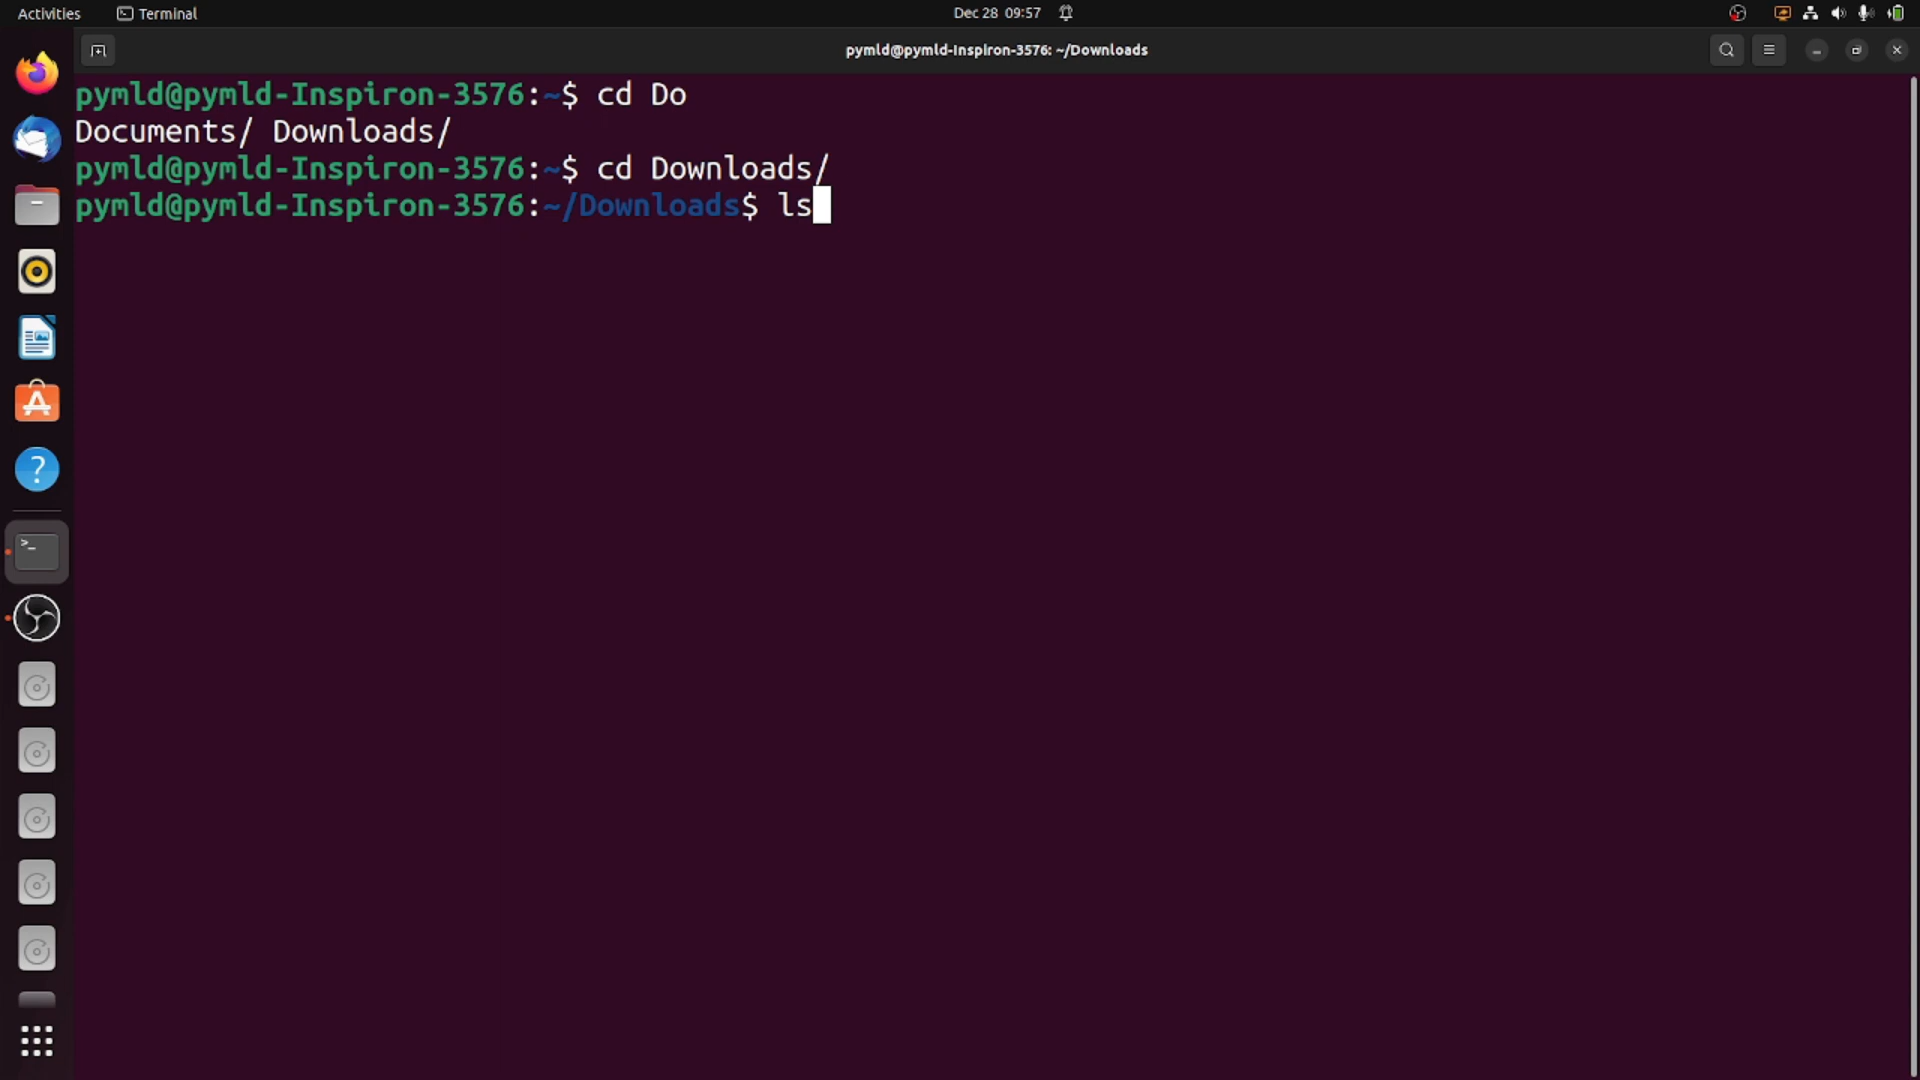 Activities Terminal Dec 28 09:57
pymld@pymld-Inspiron-3576: ~/Downloads
pymld@pymld-Inspiron-3576:~$ cd Do
Documents/ Downloads/
pymld@pymld-Inspiron-3576:~$ cd Downloads/
pymld@pymld-Inspiron-3576:~/Downloads$ ls